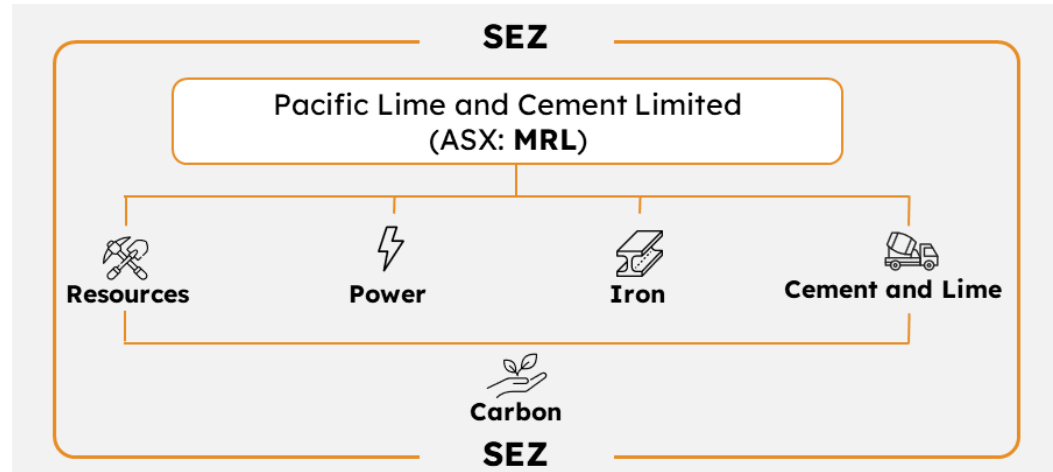 SEZ
Pacific Lime and Cement Limited
(ASX: MRL)
Resources
Power
Iron
Cement and Lime
Carbon
SEZ